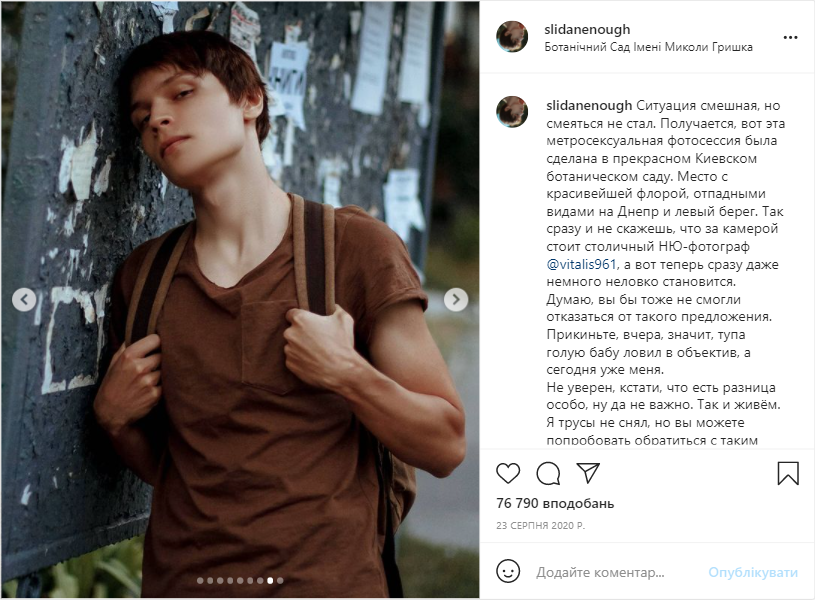 slidanenough
Ботанічний Сад Імені Миколи Гришка
slidanenough Ситуация смешная, но
смеяться не стал. Получается, вот эта
метросексуальная фотосессия была
сделана в прекрасном Киевском
ботаническом саду. Место с
красивейшей флорой, отпадными
видами на Днепр и левый берег. Так
сразу и не скажешь, что за камерой
стоит столичный НЮ-фотограф
@vitalis961, а вот теперь сразу даже
немного неловко становится.
Думаю, вы бы тоже не смогли
отказаться от такого предложения.
Прикиньте, вчера, значит, тупа
голую бабу ловил в объектив, а
сегодня уже меня.
Не уверен, кстати, что есть разница
особо, ну да не важно. Так и живём.
Я трусы не снял, но вы можете
попробовать обратиться с таким
76 790 вподобань
23 СЕРПНЯ 2020 Р.
Додайте коментар...
Опублікувати